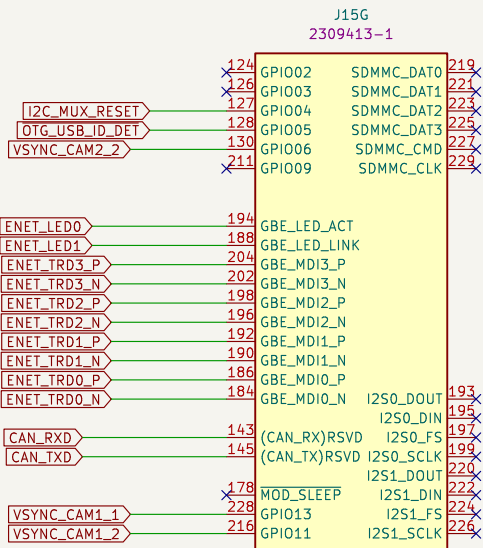 J15G
2309413-1
124 GPIO02 SDMMC_DAT0 219
126 GPIO03 SDMMC_DAT1 221
I2C_MUX_RESET 127 GPIO04 SDMMC_DAT2 223
OTG_USB_ID_DET 128 GPIO05 SDMMC_DAT3 225
VSYNC_CAM2_2 130 GPIO06 SDMMC_CMD 227
211 GPIO09 SDMMC_CLK 229
ENET_LED0 194 GBE_LED_ACT
ENET_LED1 188 GBE_LED_LINK
ENET_TRD3_P 204 GBE_MDI3_P
ENET_TRD3_N 202 GBE_MDI3_N
ENET_TRD2_P 198 GBE_MDI2_P
ENET_TRD2_N 196 GBE_MDI2_N
ENET_TRD1_P 192 GBE_MDI1_P
ENET_TRD1_N 190 GBE_MDI1_N
ENET_TRD0_P 186 GBE_MDI0_P
ENET_TRD0_N 184 GBE_MDI0_N I2S0_DOUT 193
I2S0_DIN 195
CAN_RXD 143 (CAN_RX)RSVD I2S0_FS 197
CAN_TXD 145 (CAN_TX)RSVD I2S0_SCLK 199
I2S1_DOUT 220
178 MOD_SLEEP I2S1_DIN 222
VSYNC_CAM1_1 228 GPIO13 I2S1_FS 224
VSYNC_CAM1_2 216 GPIO11 I2S1_SCLK 226